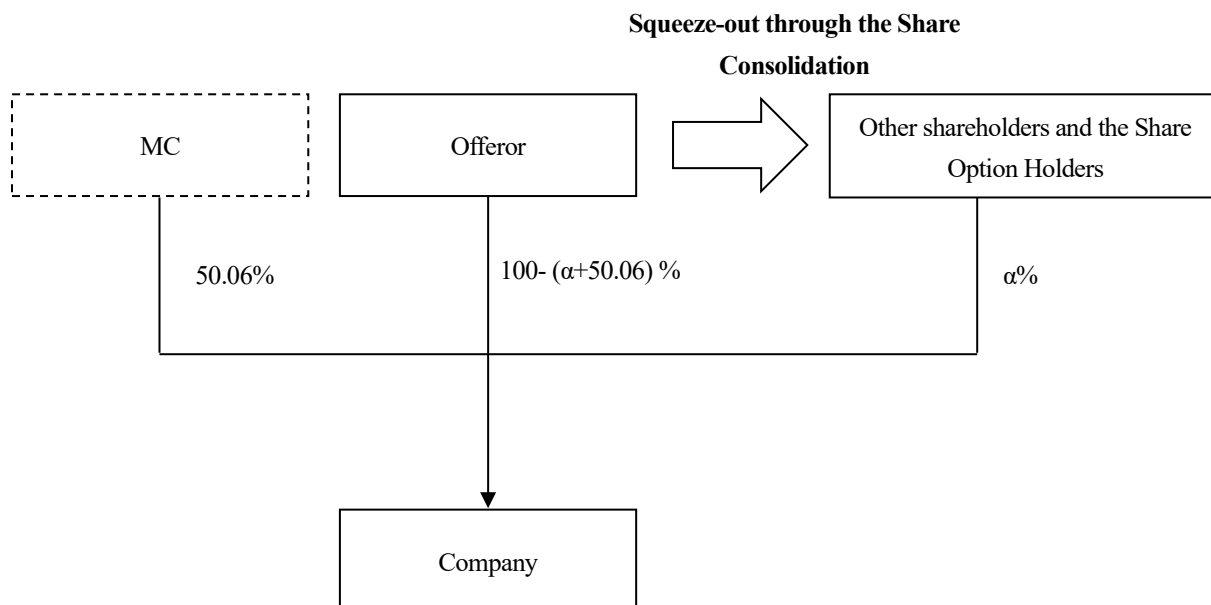 Squeeze-out through the Share
Consolidation
MC
Offeror
Other shareholders and the Share
Option Holders
50.06%
100- (α+50.06) %
α%
Company